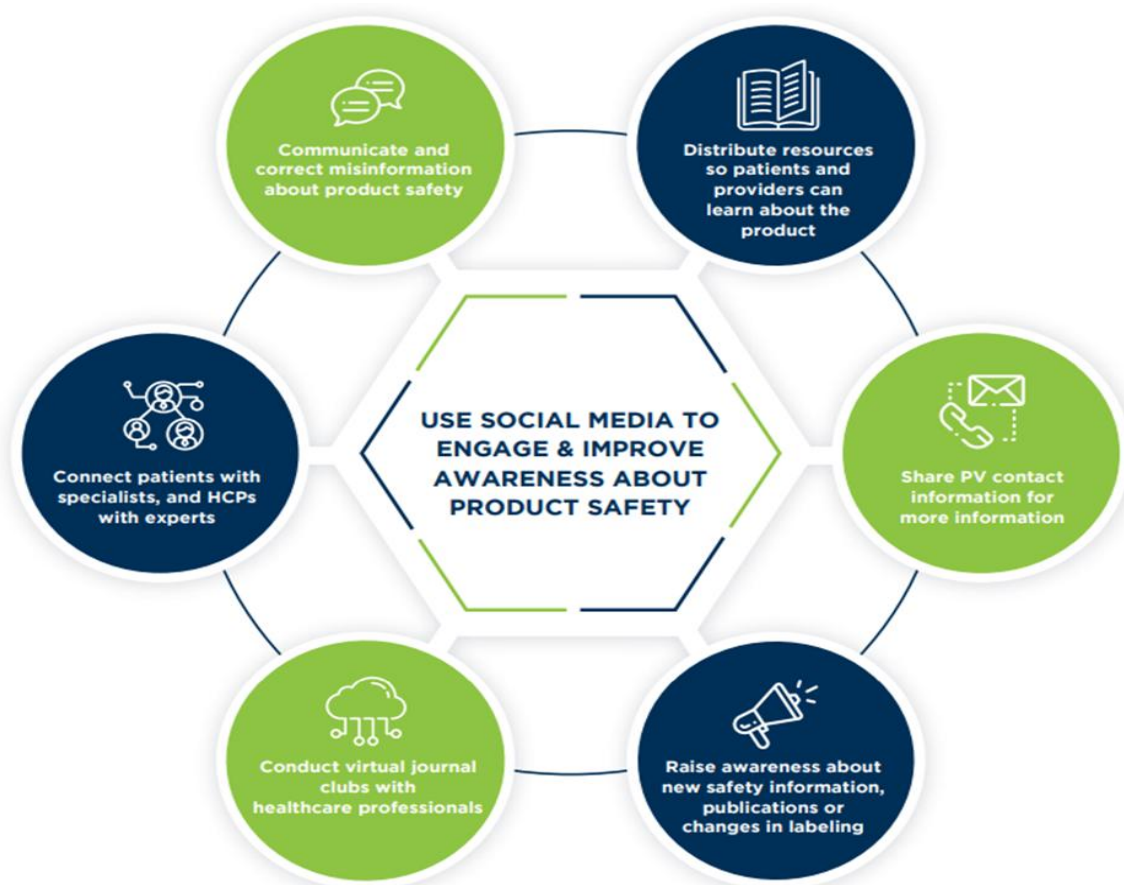 Communicate and
correct misinformation
about product safety
Distribute resources
so patients and
providers can
learn about the
product
Connect patients with
specialists, and HCPs
with experts
USE SOCIAL MEDIA TO
ENGAGE & IMPROVE
AWARENESS ABOUT
PRODUCT SAFETY
Share PV contact
information for
more information
Conduct virtual journal
clubs with
healthcare professionals
Raise awareness about
new safety information,
publications or
changes in labeling